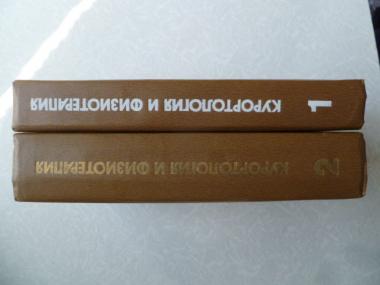 КУРОРТОЛОГИЯ И ФИЗИОТЕРАПИЯ 1
КУРОРТОЛОГИЯ И ФИЗИОТЕРАПИЯ 2